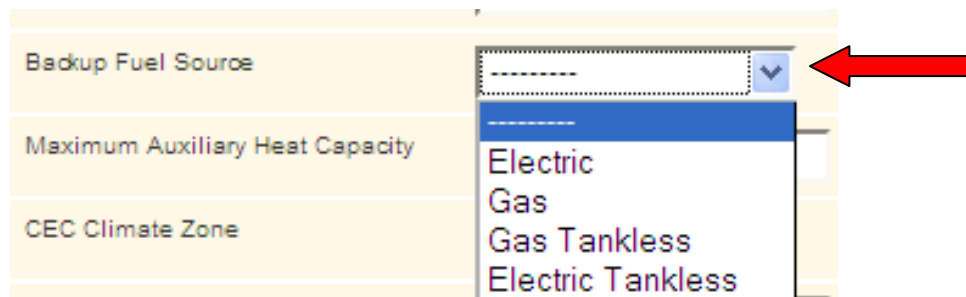 Backup Fuel Source
---------
---------
Maximum Auxiliary Heat Capacity
Electric
Gas
CEC Climate Zone
Gas Tankless
Electric Tankless